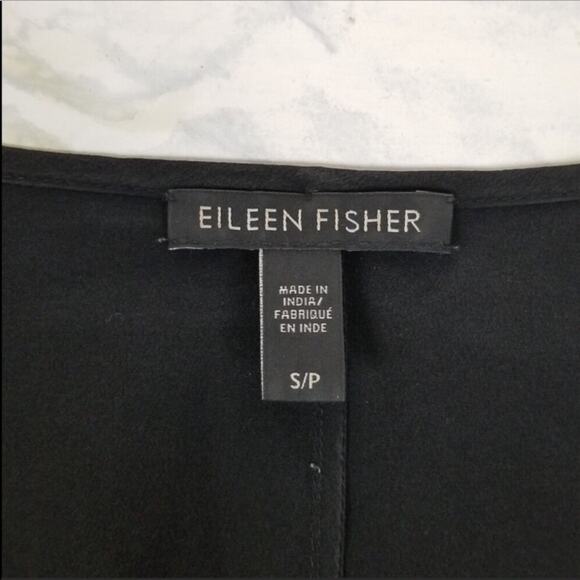 EILEEN FISHER
MADE IN
INDIA/
FABRIQUÉ
EN INDE
S/P